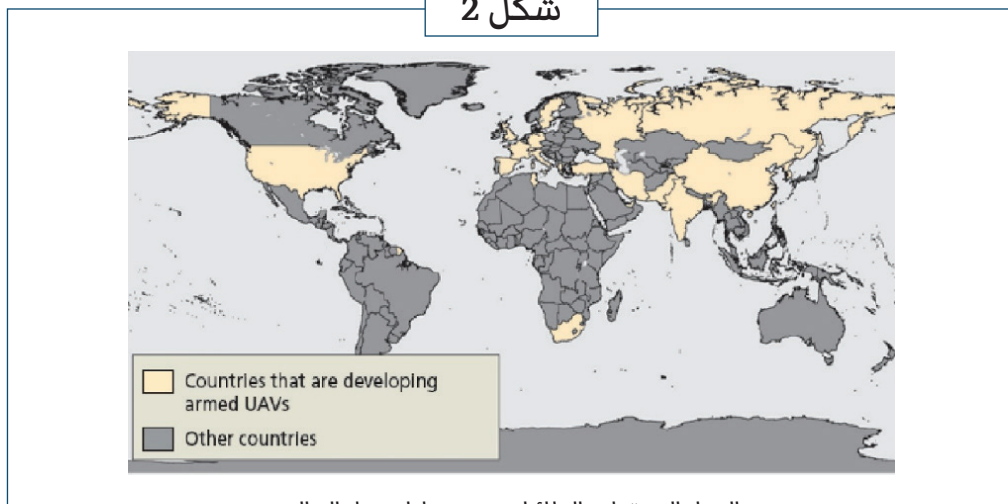 شكل 2
Countries that are developing
armed UAVs
Other countries